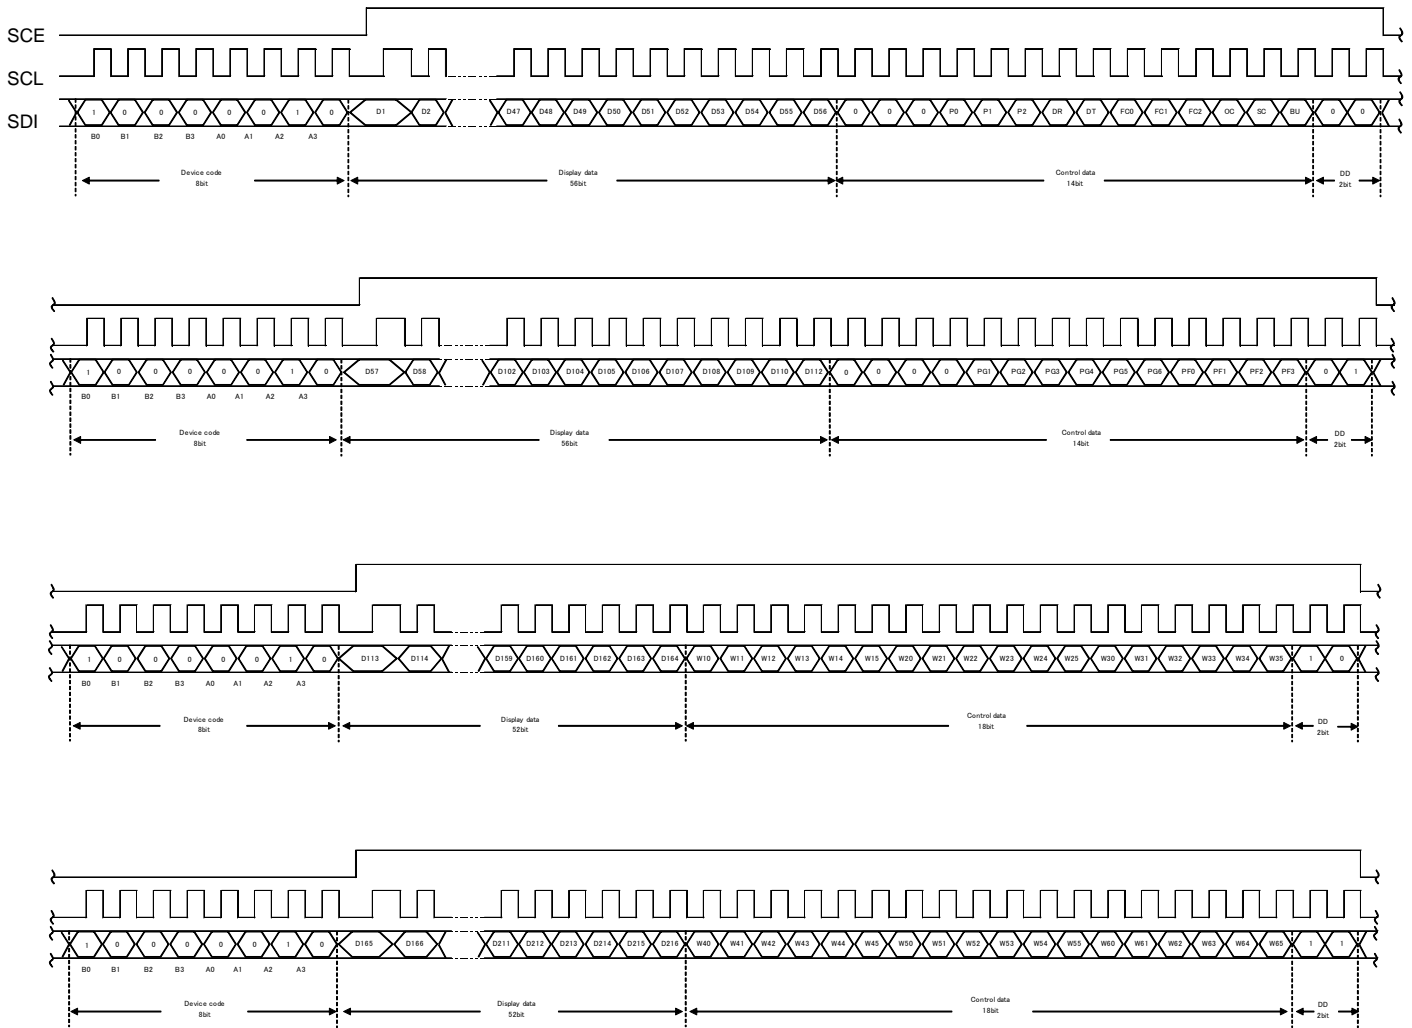 SCE
SCL
SDI
1 0 0 0 0 0 1 0 D1 D2 D47 D48 D49 D50 D51 D52 D53 D54 D55 D56 0 0 0 P0 P1 P2 DR DT FC0 FC1 FC2 OC SC BU 0 0
B0 B1 B2 B3 A0 A1 A2 A3
Device code Display data Control data DD
8bit 56bit 14bit 2bit
1 0 0 0 0 0 1 0 D57 D58 D102 D103 D104 D105 D106 D107 D108 D109 D110 D112 0 0 0 0 PG1 PG2 PG3 PG4 PG5 PG6 PF0 PF1 PF2 PF3 0 1
B0 B1 B2 B3 A0 A1 A2 A3
Device code Display data Control data DD
8bit 56bit 14bit 2bit
1 0 0 0 0 0 1 0 D113 D114 D159 D160 D161 D162 D163 D164 W10 W11 W12 W13 W14 W15 W20 W21 W22 W23 W24 W25 W30 W31 W32 W33 W34 W35 1 0
B0 B1 B2 B3 A0 A1 A2 A3
Device code Display data Control data DD
8bit 52bit 18bit 2bit
1 0 0 0 0 0 1 0 D165 D166 D211 D212 D213 D214 D215 D216 W40 W41 W42 W43 W44 W45 W50 W51 W52 W53 W54 W55 W60 W61 W62 W63 W64 W65 1 1
B0 B1 B2 B3 A0 A1 A2 A3
Device code Display data Control data DD
8bit 52bit 18bit 2bit